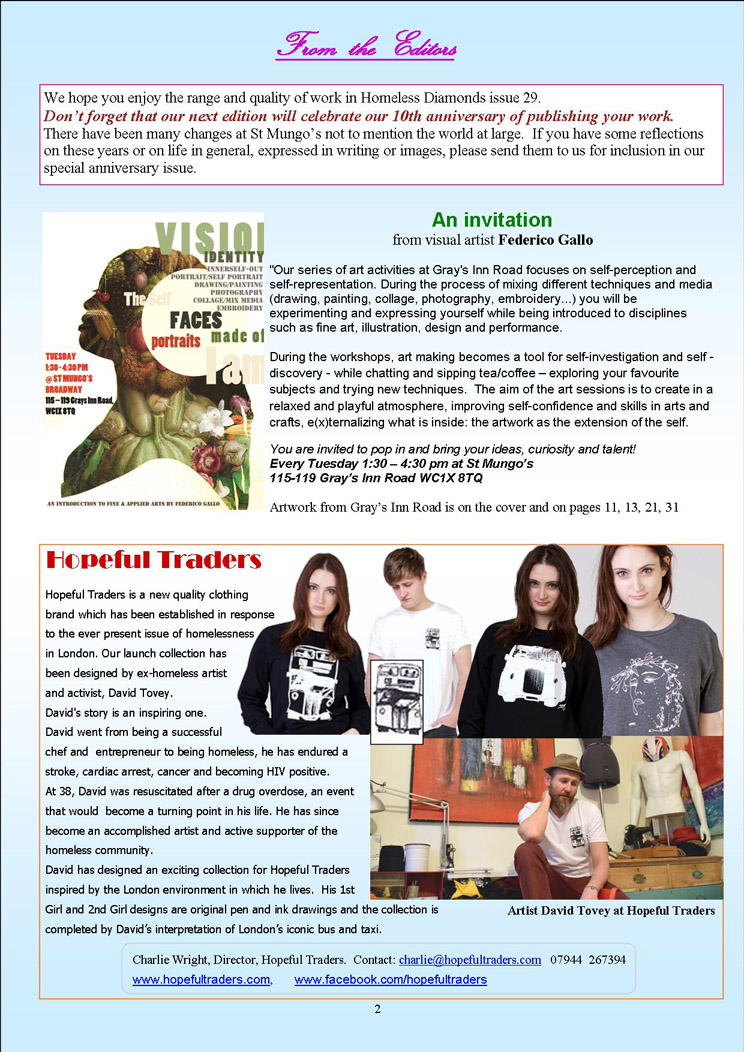 From the Editors
We hope you enjoy the range and quality of work in Homeless Diamonds issue 29.
Don't forget that our next edition will celebrate our 10th anniversary of publishing your work.
There have been many changes at St Mungo's not to mention the world at large.  If you have some reflections
on these years or on life in general, expressed in writing or images, please send them to us for inclusion in our
special anniversary issue.
VISIO
IDENTITY
INNERSELF-OUT
PORTRAIT/SELF PORTRAIT
DRAWING/PAINTING
PHOTOGRAPHY
COLLAGE/MIX MEDIA
EMBROIDERY
The Self
FACES
portraits made of
I am
TUESDAY
1:30 - 4:30 PM
@ ST MUNGO'S
BROADWAY
115 – 119 Grays Inn Road,
WC1X 8TQ
AN INTRODUCTION TO FINE & APPLIED ARTS BY FEDERICO GALLO
An invitation
from visual artist Federico Gallo
"Our series of art activities at Gray's Inn Road focuses on self-perception and
self-representation. During the process of mixing different techniques and media
(drawing, painting, collage, photography, embroidery...) you will be
experimenting and expressing yourself while being introduced to disciplines
such as fine art, illustration, design and performance.
During the workshops, art making becomes a tool for self-investigation and self -
discovery - while chatting and sipping tea/coffee – exploring your favourite
subjects and trying new techniques.  The aim of the art sessions is to create in a
relaxed and playful atmosphere, improving self-confidence and skills in arts and
crafts, e(x)ternalizing what is inside: the artwork as the extension of the self.
You are invited to pop in and bring your ideas, curiosity and talent!
Every Tuesday 1:30 – 4:30 pm at St Mungo's
115-119 Gray's Inn Road WC1X 8TQ
Artwork from Gray's Inn Road is on the cover and on pages 11, 13, 21, 31
Hopeful Traders
Hopeful Traders is a new quality clothing
brand which has been established in response
to the ever present issue of homelessness
in London. Our launch collection has
been designed by ex-homeless artist
and activist, David Tovey.
David's story is an inspiring one.
David went from being a successful
chef and  entrepreneur to being homeless, he has endured a
stroke, cardiac arrest, cancer and becoming HIV positive.
At 38, David was resuscitated after a drug overdose, an event
that would  become a turning point in his life. He has since
become an accomplished artist and active supporter of the
homeless community.
David has designed an exciting collection for Hopeful Traders
inspired by the London environment in which he lives.  His 1st
Girl and 2nd Girl designs are original pen and ink drawings and the collection is
completed by David's interpretation of London's iconic bus and taxi.
Artist David Tovey at Hopeful Traders
Charlie Wright, Director, Hopeful Traders.  Contact: charlie@hopefultraders.com   07944  267394
www.hopefultraders.com,      www.facebook.com/hopefultraders
2